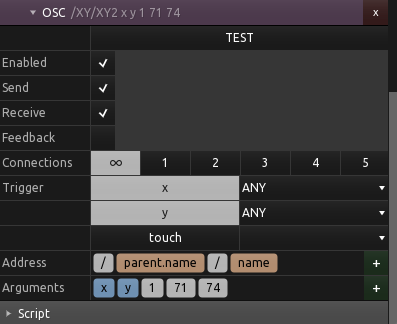 OSC /XY/XY2 x y 1 71 74 x
TEST
Enabled ✓
Send ✓
Receive ✓
Feedback
Connections ∞ 1 2 3 4 5
Trigger x ANY
y ANY
touch
Address / parent.name / name +
Arguments x y 1 71 74 +
Script